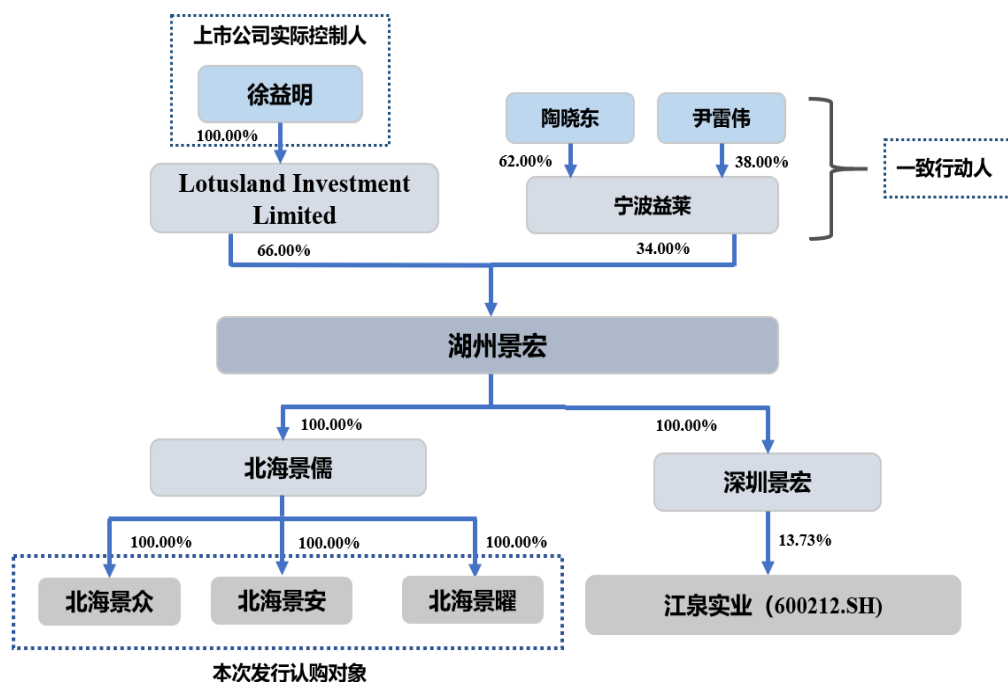 上市公司实际控制人
徐益明
陶晓东
尹雷伟
100.00%
62.00%
38.00%
一致行动人
Lotusland Investment
Limited
宁波益莱
66.00%
34.00%
湖州景宏
100.00%
100.00%
北海景儒
深圳景宏
100.00%
100.00%
100.00%
13.73%
北海景众
北海景安
北海景曜
江泉实业（600212.SH)
本次发行认购对象